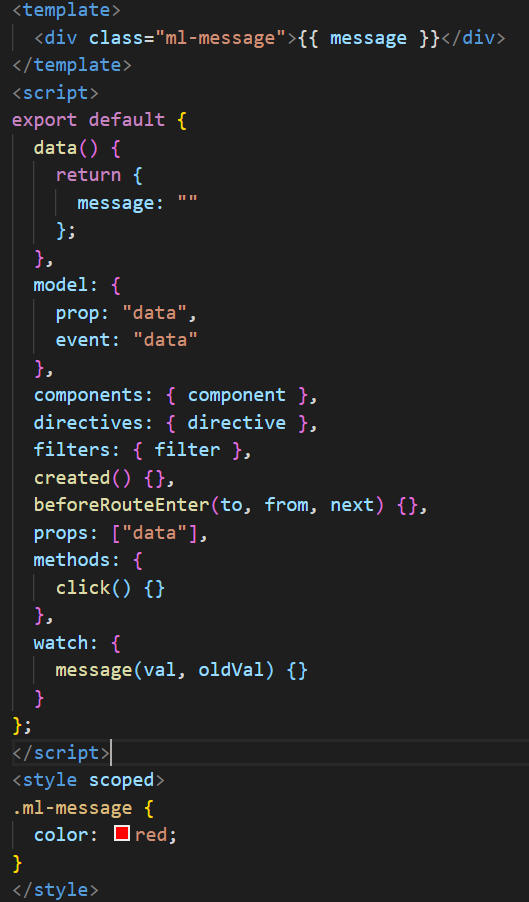 <template>
  <div class="ml-message">{{ message }}</div>
</template>
<script>
export default {
  data() {
    return {
      message: ""
    };
  },
  model: {
    prop: "data",
    event: "data"
  },
  components: { component },
  directives: { directive },
  filters: { filter },
  created() {},
  beforeRouteEnter(to, from, next) {},
  props: ["data"],
  methods: {
    click() {}
  },
  watch: {
    message(val, oldVal) {}
  }
};
</script>
<style scoped>
.ml-message {
  color: red;
}
</style>